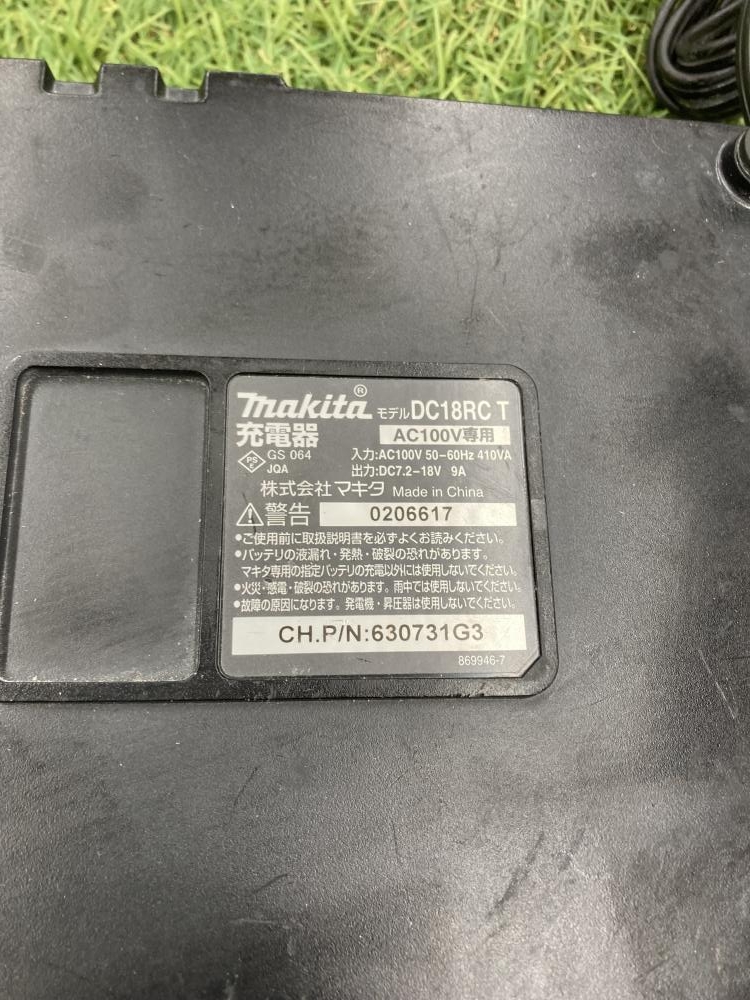 makita® モデル DC18RC T
充電器 AC100V専用
PS E GS 064 入力:AC100V 50-60Hz 410VA
JQA 出力:DC7.2-18V 9A
株式会社マキタ Made in China
警告 0206617
•ご使用前に取扱説明書を必ずよくお読みください。
•バッテリの液漏れ・発熱・破裂の恐れがあります。
マキタ専用の指定バッテリの充電以外には使用しないでください。
•火災・感電・破裂の恐れがあります。雨中では使用しないでください。
•故障の原因になります。発電機・昇圧器は使用しないでください。
CH.P/N:630731G3
869946-7